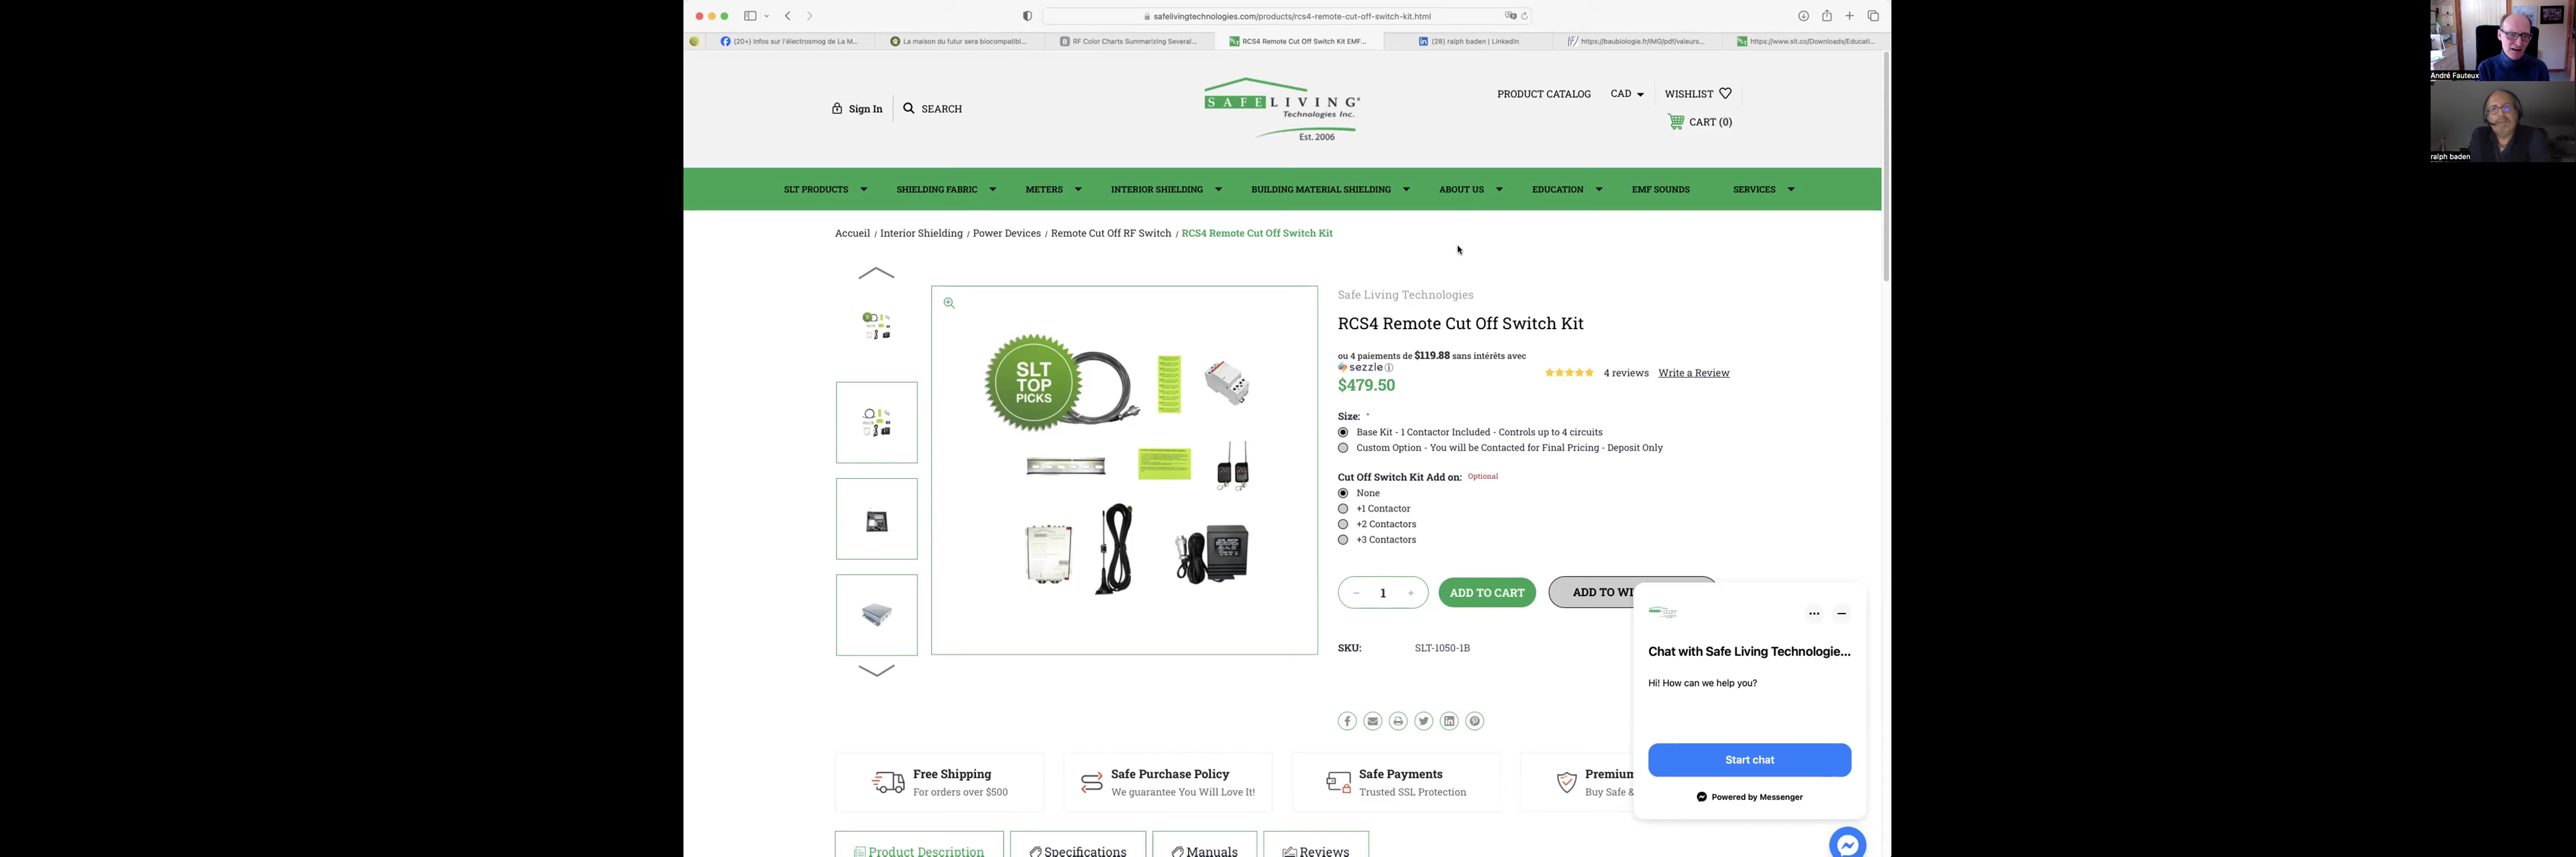 safelivingtechnologies.com/products/rcs4-remote-cut-off-switch-kit.html
(20+) Infos sur l'électrosmog de La M...
La maison du futur sera biocompatibl...
RF Color Charts Summarizing Several...
RCS4 Remote Cut Off Switch Kit EMF...
(28) ralph baden | LinkedIn
https://baubiologie.fr/IMG/pdf/valeurs...
https://www.slt.co/Downloads/Educati...
André Fauteux
ralph baden
Sign In
SEARCH
SAFE LIVING®
Technologies Inc.
Est. 2006
PRODUCT CATALOG
CAD
WISHLIST
CART (0)
SLT PRODUCTS
SHIELDING FABRIC
METERS
INTERIOR SHIELDING
BUILDING MATERIAL SHIELDING
ABOUT US
EDUCATION
EMF SOUNDS
SERVICES
Accueil / Interior Shielding / Power Devices / Remote Cut Off RF Switch / RCS4 Remote Cut Off Switch Kit
SLT
TOP
PICKS
Safe Living Technologies
RCS4 Remote Cut Off Switch Kit
ou 4 paiements de $119.88 sans intérêts avec
sezzle
$479.50
4 reviews
Write a Review
Size: *
Base Kit - 1 Contactor Included - Controls up to 4 circuits
Custom Option - You will be Contacted for Final Pricing - Deposit Only
Cut Off Switch Kit Add on: Optional
None
+1 Contactor
+2 Contactors
+3 Contactors
− 1 +
ADD TO CART
ADD TO WI
SKU: SLT-1050-1B
Chat with Safe Living Technologie...
Hi! How can we help you?
Start chat
Powered by Messenger
Free Shipping
For orders over $500
Safe Purchase Policy
We guarantee You Will Love It!
Safe Payments
Trusted SSL Protection
Premium
Buy Safe &
Product Description
Specifications
Manuals
Reviews